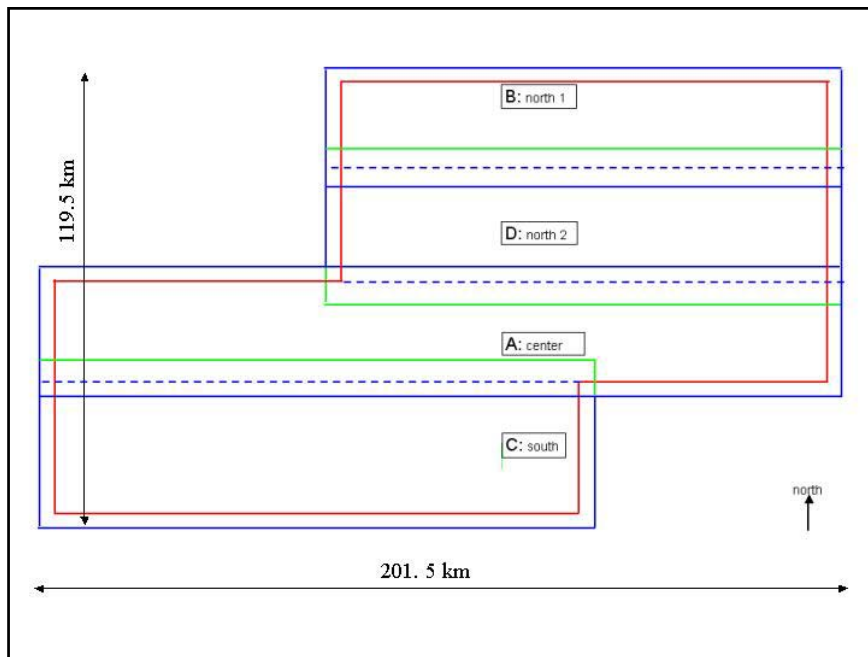 B: north 1
119.5 km
D: north 2
A: center
C: south
north
201. 5 km